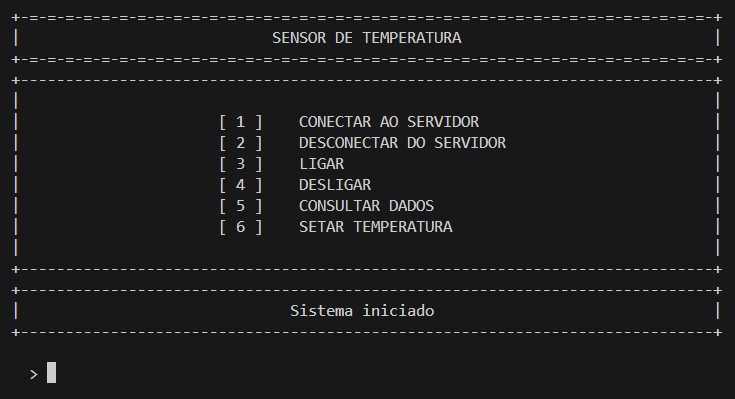 SENSOR DE TEMPERATURA
[ 1 ] CONECTAR AO SERVIDOR
[ 2 ] DESCONECTAR DO SERVIDOR
[ 3 ] LIGAR
[ 4 ] DESLIGAR
[ 5 ] CONSULTAR DADOS
[ 6 ] SETAR TEMPERATURA
Sistema iniciado
>